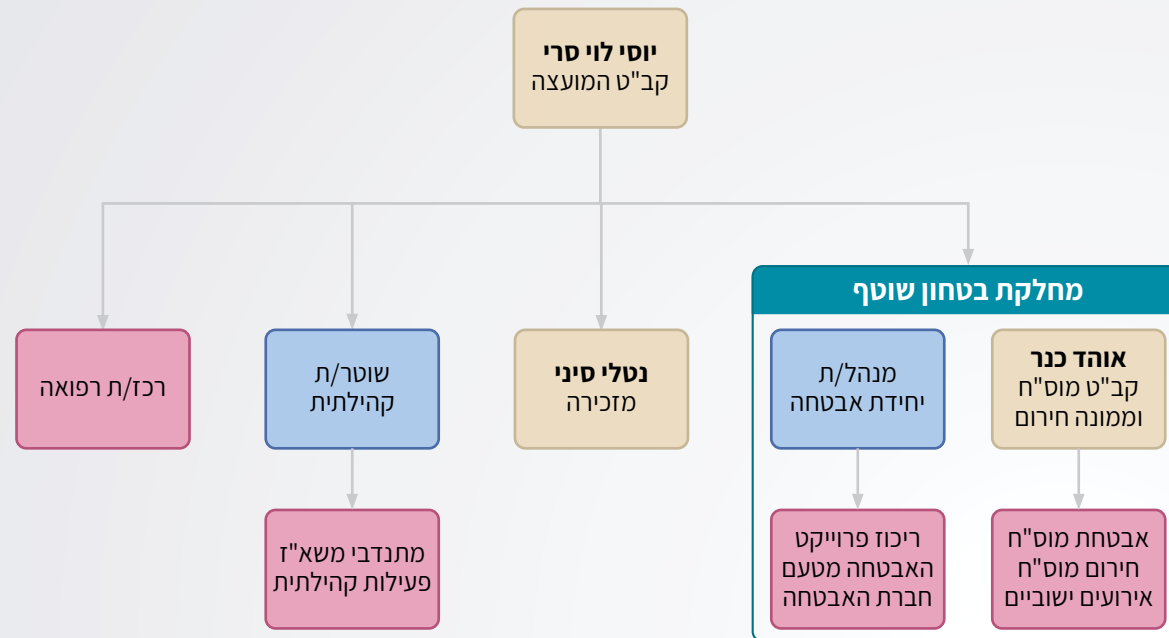 יוסי לוי סרי
קב"ט המועצה
מחלקת בטחון שוטף
אוהד כנר
קב"ט מוס"ח
וממונה חירום
מנהל/ת
יחידת אבטחה
נטלי סיני
מזכירה
שוטר/ת
קהילתית
רכז/ת רפואה
אבטחת מוס"ח
חירום מוס"ח
אירועים ישוביים
ריכוז פרוייקט
האבטחה מטעם
חברת האבטחה
מתנדבי משא"ז
פעילות קהילתית